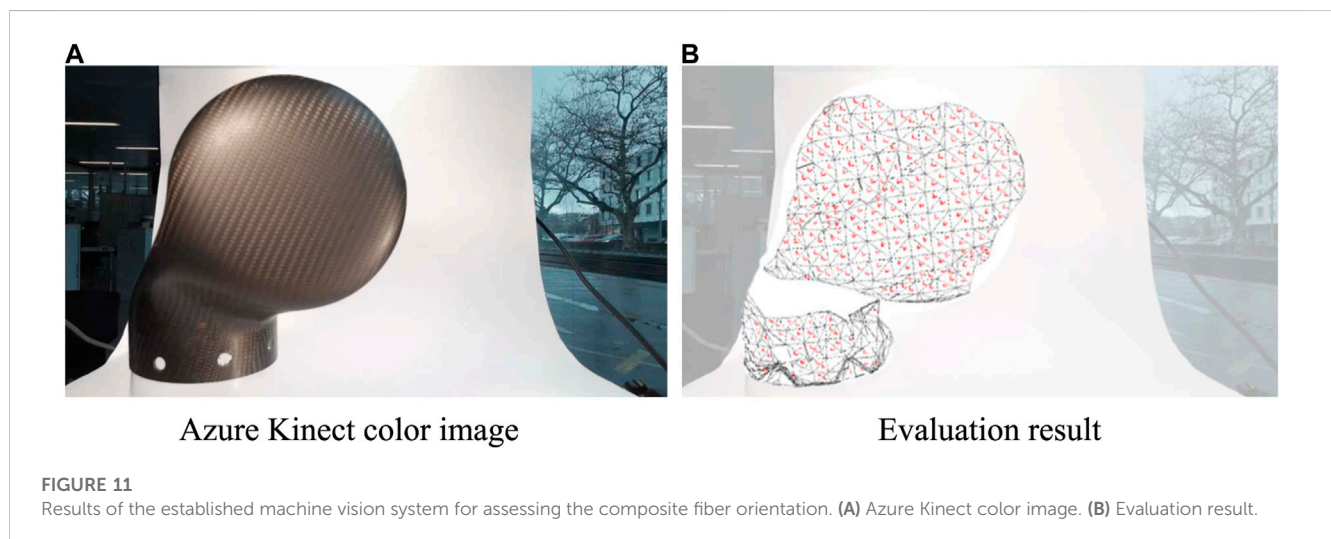 A
B
Azure Kinect color image
Evaluation result
FIGURE 11
Results of the established machine vision system for assessing the composite fiber orientation. (A) Azure Kinect color image. (B) Evaluation result.